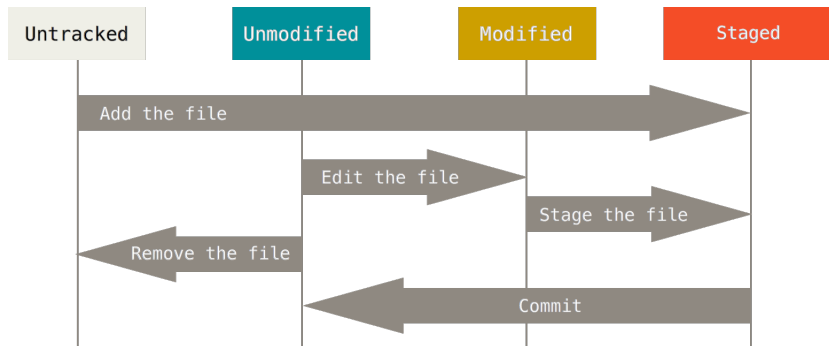 Untracked
Unmodified
Modified
Staged
Add the file
Edit the file
Stage the file
Remove the file
Commit